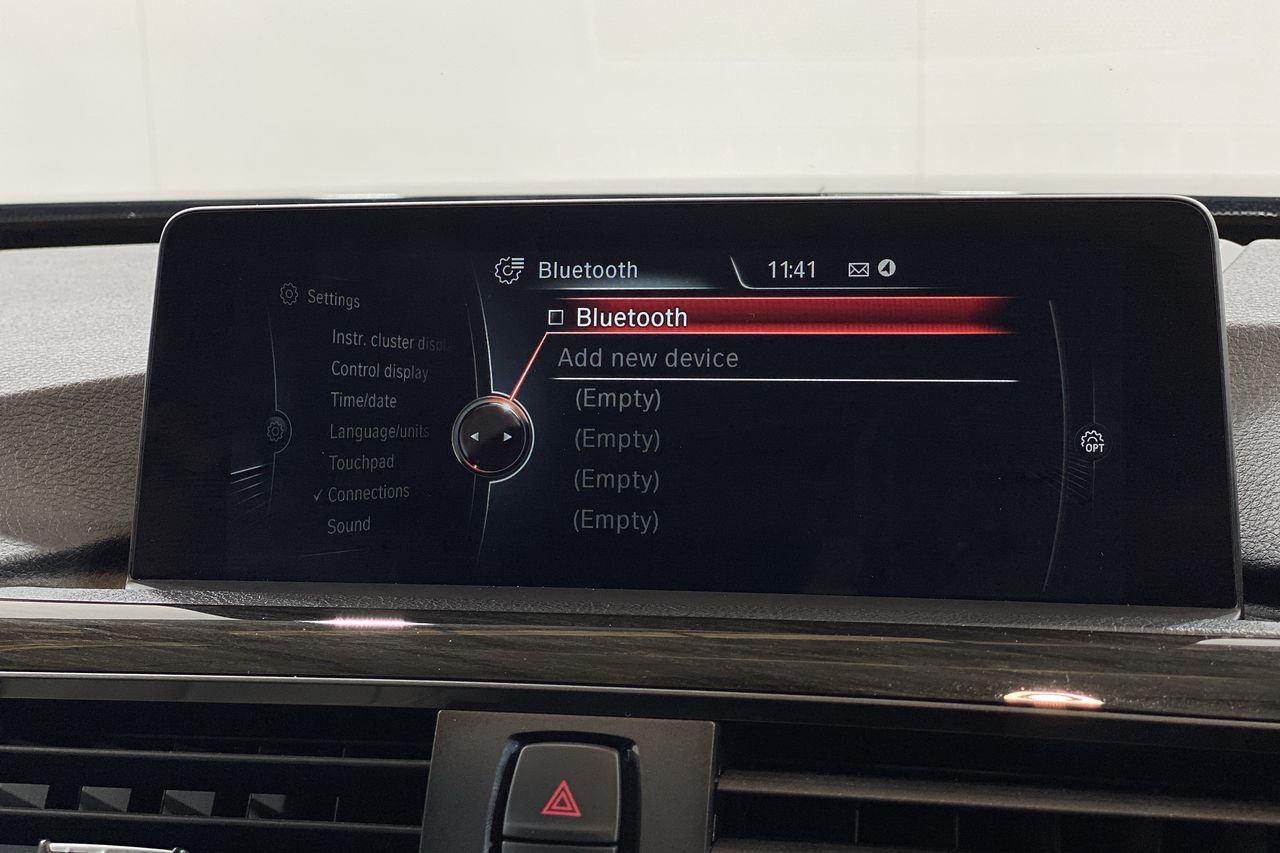 Bluetooth
11:41
Settings
Instr. cluster displ
Control display
Time/date
Language/units
Touchpad
Connections
Sound
Bluetooth
Add new device
(Empty)
(Empty)
(Empty)
(Empty)
OPT